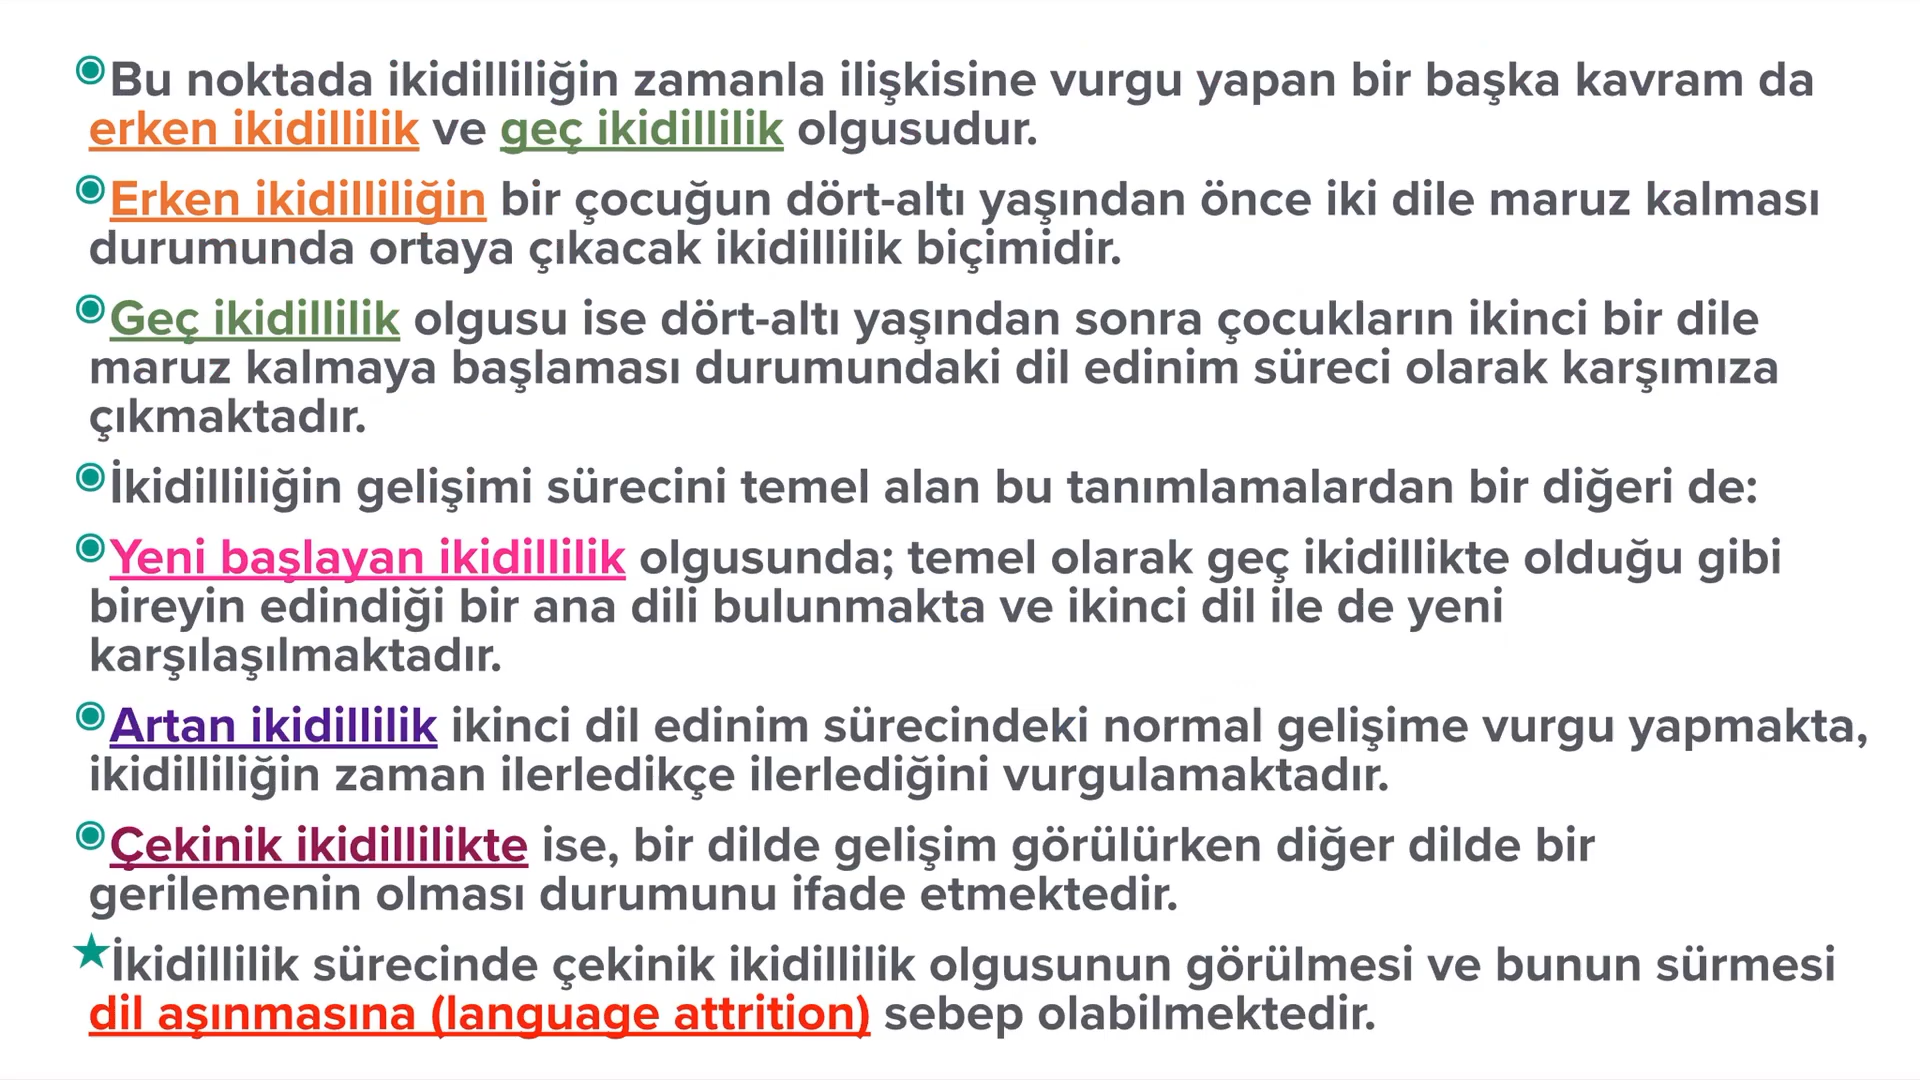 Bu noktada ikidilliliğin zamanla ilişkisine vurgu yapan bir başka kavram da
erken ikidillilik ve geç ikidillilik olgusudur.
Erken ikidilliliğin bir çocuğun dört-altı yaşından önce iki dile maruz kalması
durumunda ortaya çıkacak ikidillilik biçimidir.
Geç ikidillilik olgusu ise dört-altı yaşından sonra çocukların ikinci bir dile
maruz kalmaya başlaması durumundaki dil edinim süreci olarak karşımıza
çıkmaktadır.
İkidilliliğin gelişimi sürecini temel alan bu tanımlamalardan bir diğeri de:
Yeni başlayan ikidillilik olgusunda; temel olarak geç ikidillikte olduğu gibi
bireyin edindiği bir ana dili bulunmakta ve ikinci dil ile de yeni
karşılaşılmaktadır.
Artan ikidillilik ikinci dil edinim sürecindeki normal gelişime vurgu yapmakta,
ikidilliliğin zaman ilerledikçe ilerlediğini vurgulamaktadır.
Çekinik ikidillilikte ise, bir dilde gelişim görülürken diğer dilde bir
gerilemenin olması durumunu ifade etmektedir.
İkidillilik sürecinde çekinik ikidillilik olgusunun görülmesi ve bunun sürmesi
dil aşınmasına (language attrition) sebep olabilmektedir.